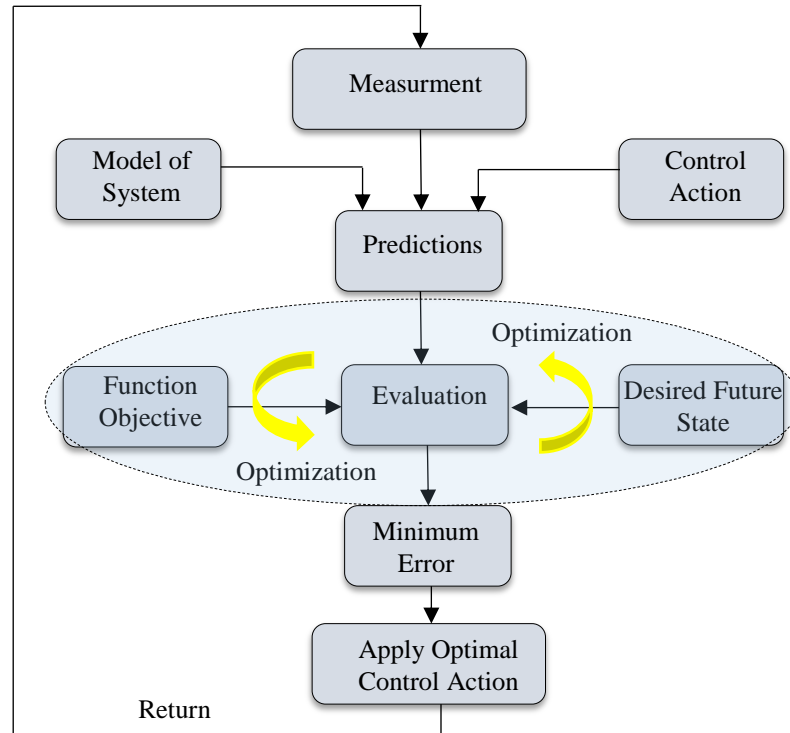 Measurment
Model of
System
Control
Action
Predictions
Optimization
Function
Objective
Evaluation
Desired Future
State
Optimization
Minimum
Error
Apply Optimal
Control Action
Return